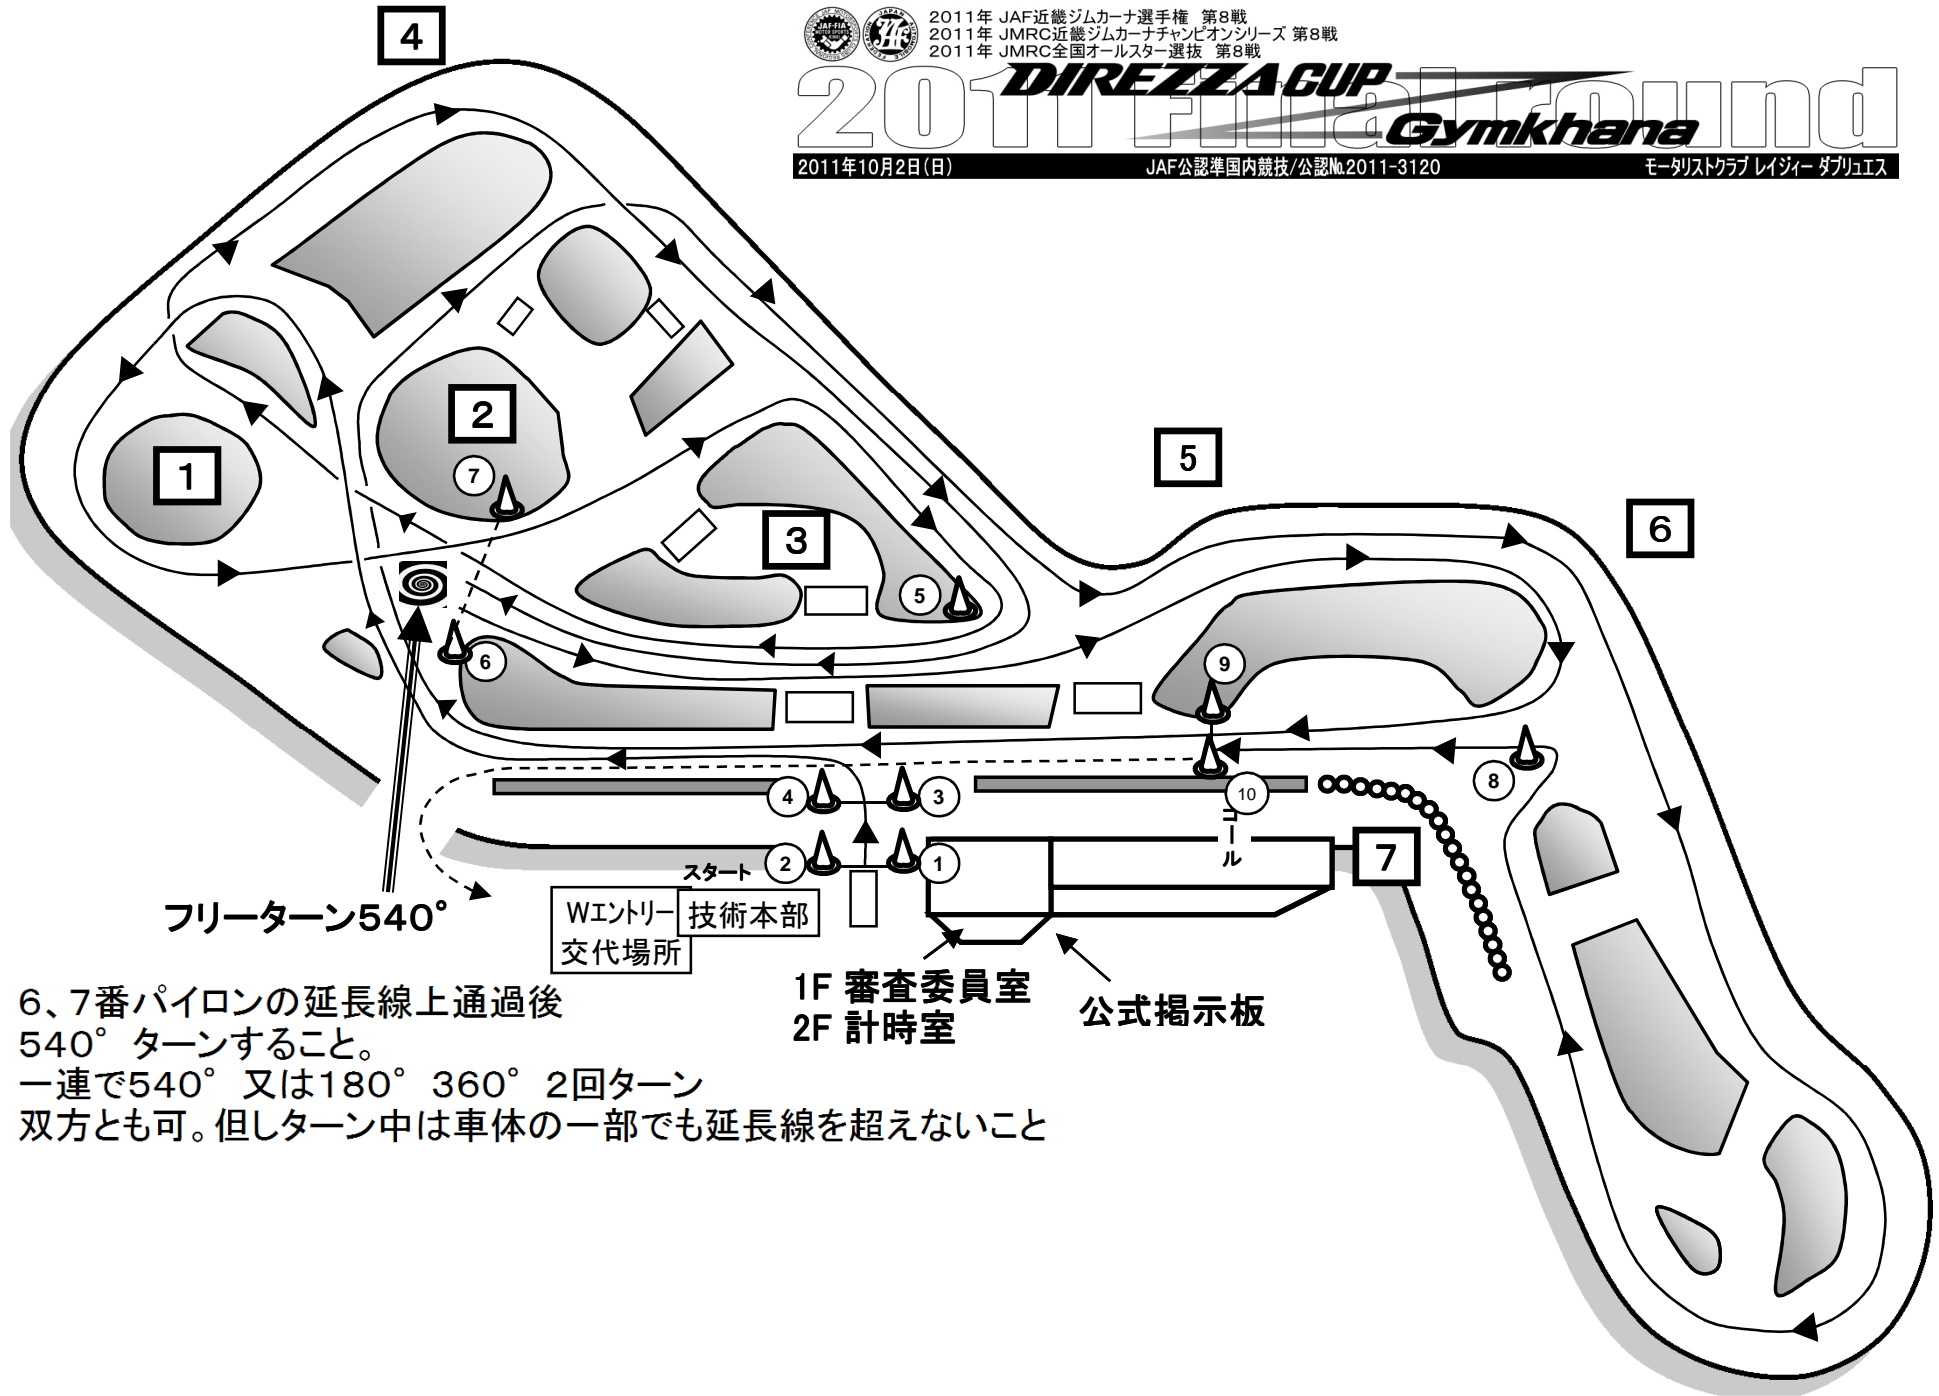 4
2011年 JAF近畿ジムカーナ選手権 第8戦
2011年 JMRC近畿ジムカーナチャンピオンシリーズ 第8戦
2011年 JMRC全国オールスター選抜 第8戦
2011 Final round
DIREZZA CUP
Gymkhana
2011年10月2日(日) JAF公認準国内競技/公認№2011-3120 モータリストクラブ レイジィー ダブリュエス
2
1
7
3
5
6
5
6
9
8
4
3
10
ゴール
2
1
7
スタート
フリーターン540°
Wエントリー
交代場所
技術本部
1F 審査委員室
2F 計時室
公式掲示板
6、7番パイロンの延長線上通過後
540°ターンすること。
一連で540°又は180°360°2回ターン
双方とも可。但しターン中は車体の一部でも延長線を超えないこと